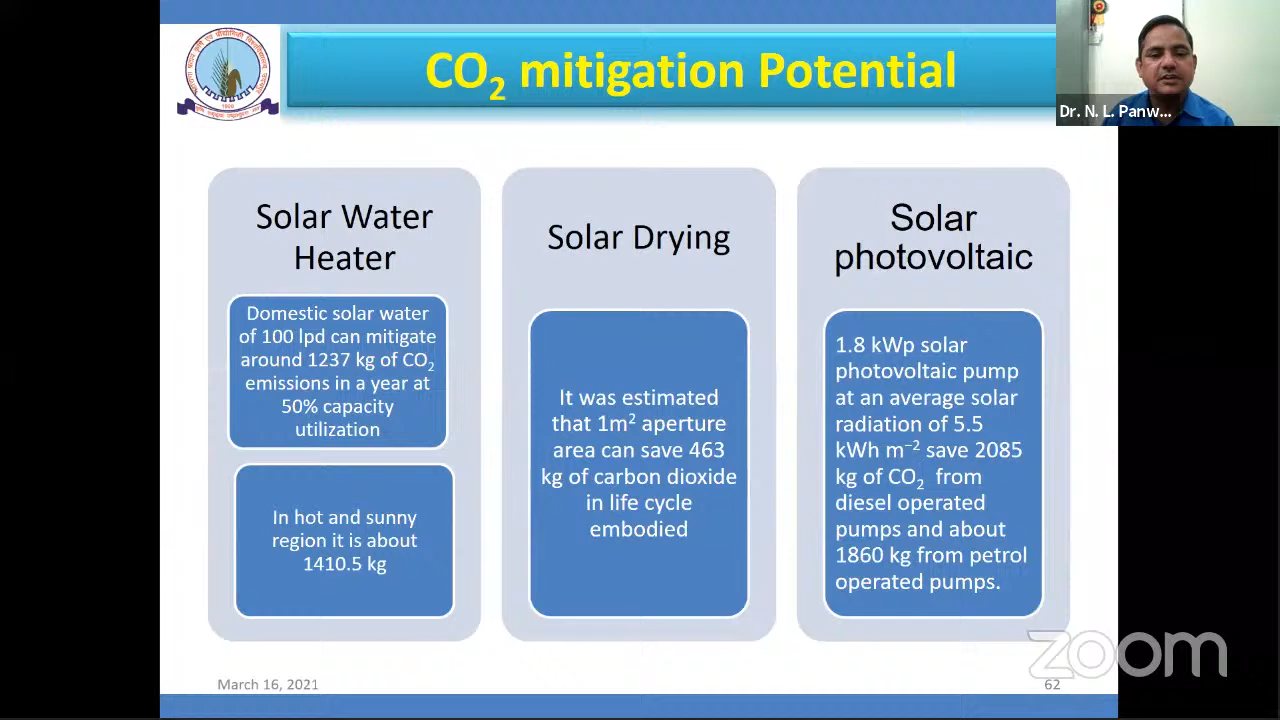 CO2 mitigation Potential
Dr. N. L. Panw...
Solar Water
Heater
Domestic solar water
of 100 lpd can mitigate
around 1237 kg of CO2
emissions in a year at
50% capacity
utilization
In hot and sunny
region it is about
1410.5 kg
Solar Drying
It was estimated
that 1m² aperture
area can save 463
kg of carbon dioxide
in life cycle
embodied
Solar
photovoltaic
1.8 kWp solar
photovoltaic pump
at an average solar
radiation of 5.5
kWh m⁻² save 2085
kg of CO2 from
diesel operated
pumps and about
1860 kg from petrol
operated pumps.
zoom
March 16, 2021
62